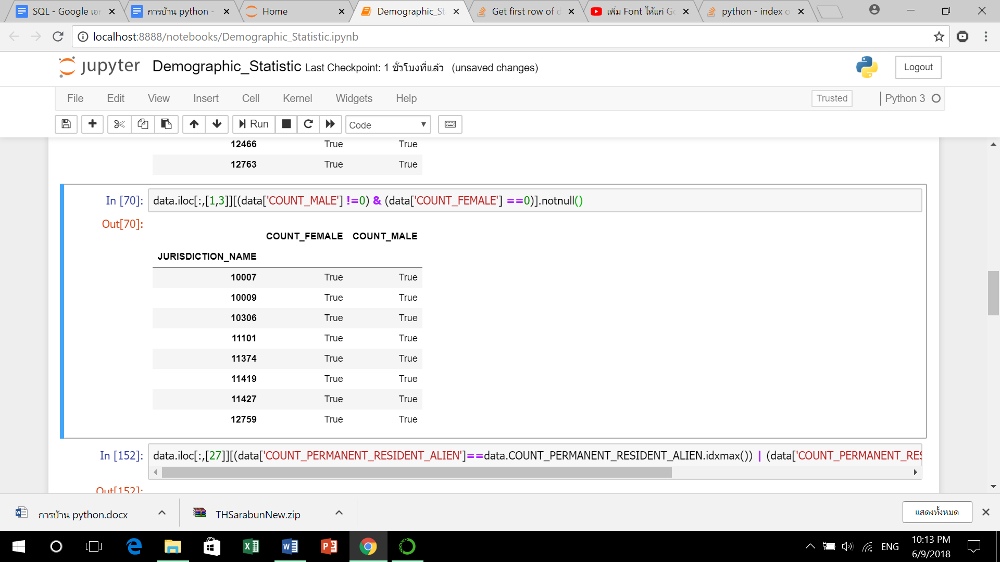 SQL - Google เอ
การบ้าน python -
Home
Demographic_St
Get first row of d
เพิ่ม Font ให้แก่ Go
python - index o
localhost:8888/notebooks/Demographic_Statistic.ipynb
jupyter Demographic_Statistic Last Checkpoint: 1 ชั่วโมงที่แล้ว (unsaved changes)
Logout
File Edit View Insert Cell Kernel Widgets Help
Trusted
Python 3
Run
Code
12466 True True
12763 True True
In [70]: data.iloc[:,[1,3]][(data['COUNT_MALE'] !=0) & (data['COUNT_FEMALE'] ==0)].notnull()
Out[70]:
COUNT_FEMALE COUNT_MALE
JURISDICTION_NAME
10007 True True
10009 True True
10306 True True
11101 True True
11374 True True
11419 True True
11427 True True
12759 True True
In [152]: data.iloc[:,[27]][(data['COUNT_PERMANENT_RESIDENT_ALIEN']==data.COUNT_PERMANENT_RESIDENT_ALIEN.idxmax()) | (data['COUNT_PERMANENT_RES
Out[152]:
การบ้าน python.docx
THSarabunNew.zip
แสดงทั้งหมด
ENG
10:13 PM
6/9/2018